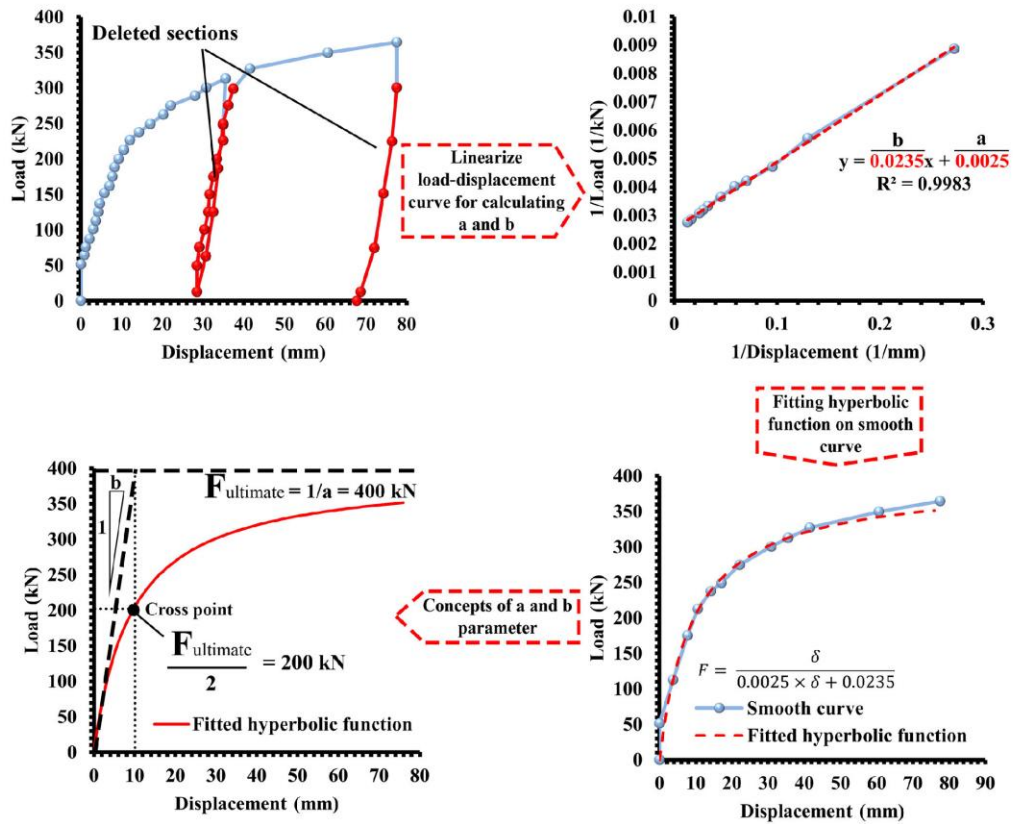 400
350
300
250
200
150
100
50
0
Load (kN)
Deleted sections
0 10 20 30 40 50 60 70 80
Displacement (mm)
Linearize
load-displacement
curve for calculating
a and b
0.01
0.009
0.008
0.007
0.006
0.005
0.004
0.003
0.002
0.001
0
1/Load (1/kN)
b a
y = 0.0235x + 0.0025
R² = 0.9983
0 0.1 0.2 0.3
1/Displacement (1/mm)
Fitting hyperbolic
function on smooth
curve
400
350
300
250
200
150
100
50
0
Load (kN)
b
1
F ultimate = 1/a = 400 kN
Cross point
F ultimate
2
= 200 kN
Fitted hyperbolic function
0 10 20 30 40 50 60 70 80
Displacement (mm)
Concepts of a and b
parameter
400
350
300
250
200
150
100
50
0
Load (kN)
F = δ
0.0025 × δ + 0.0235
Smooth curve
Fitted hyperbolic function
0 10 20 30 40 50 60 70 80 90
Displacement (mm)